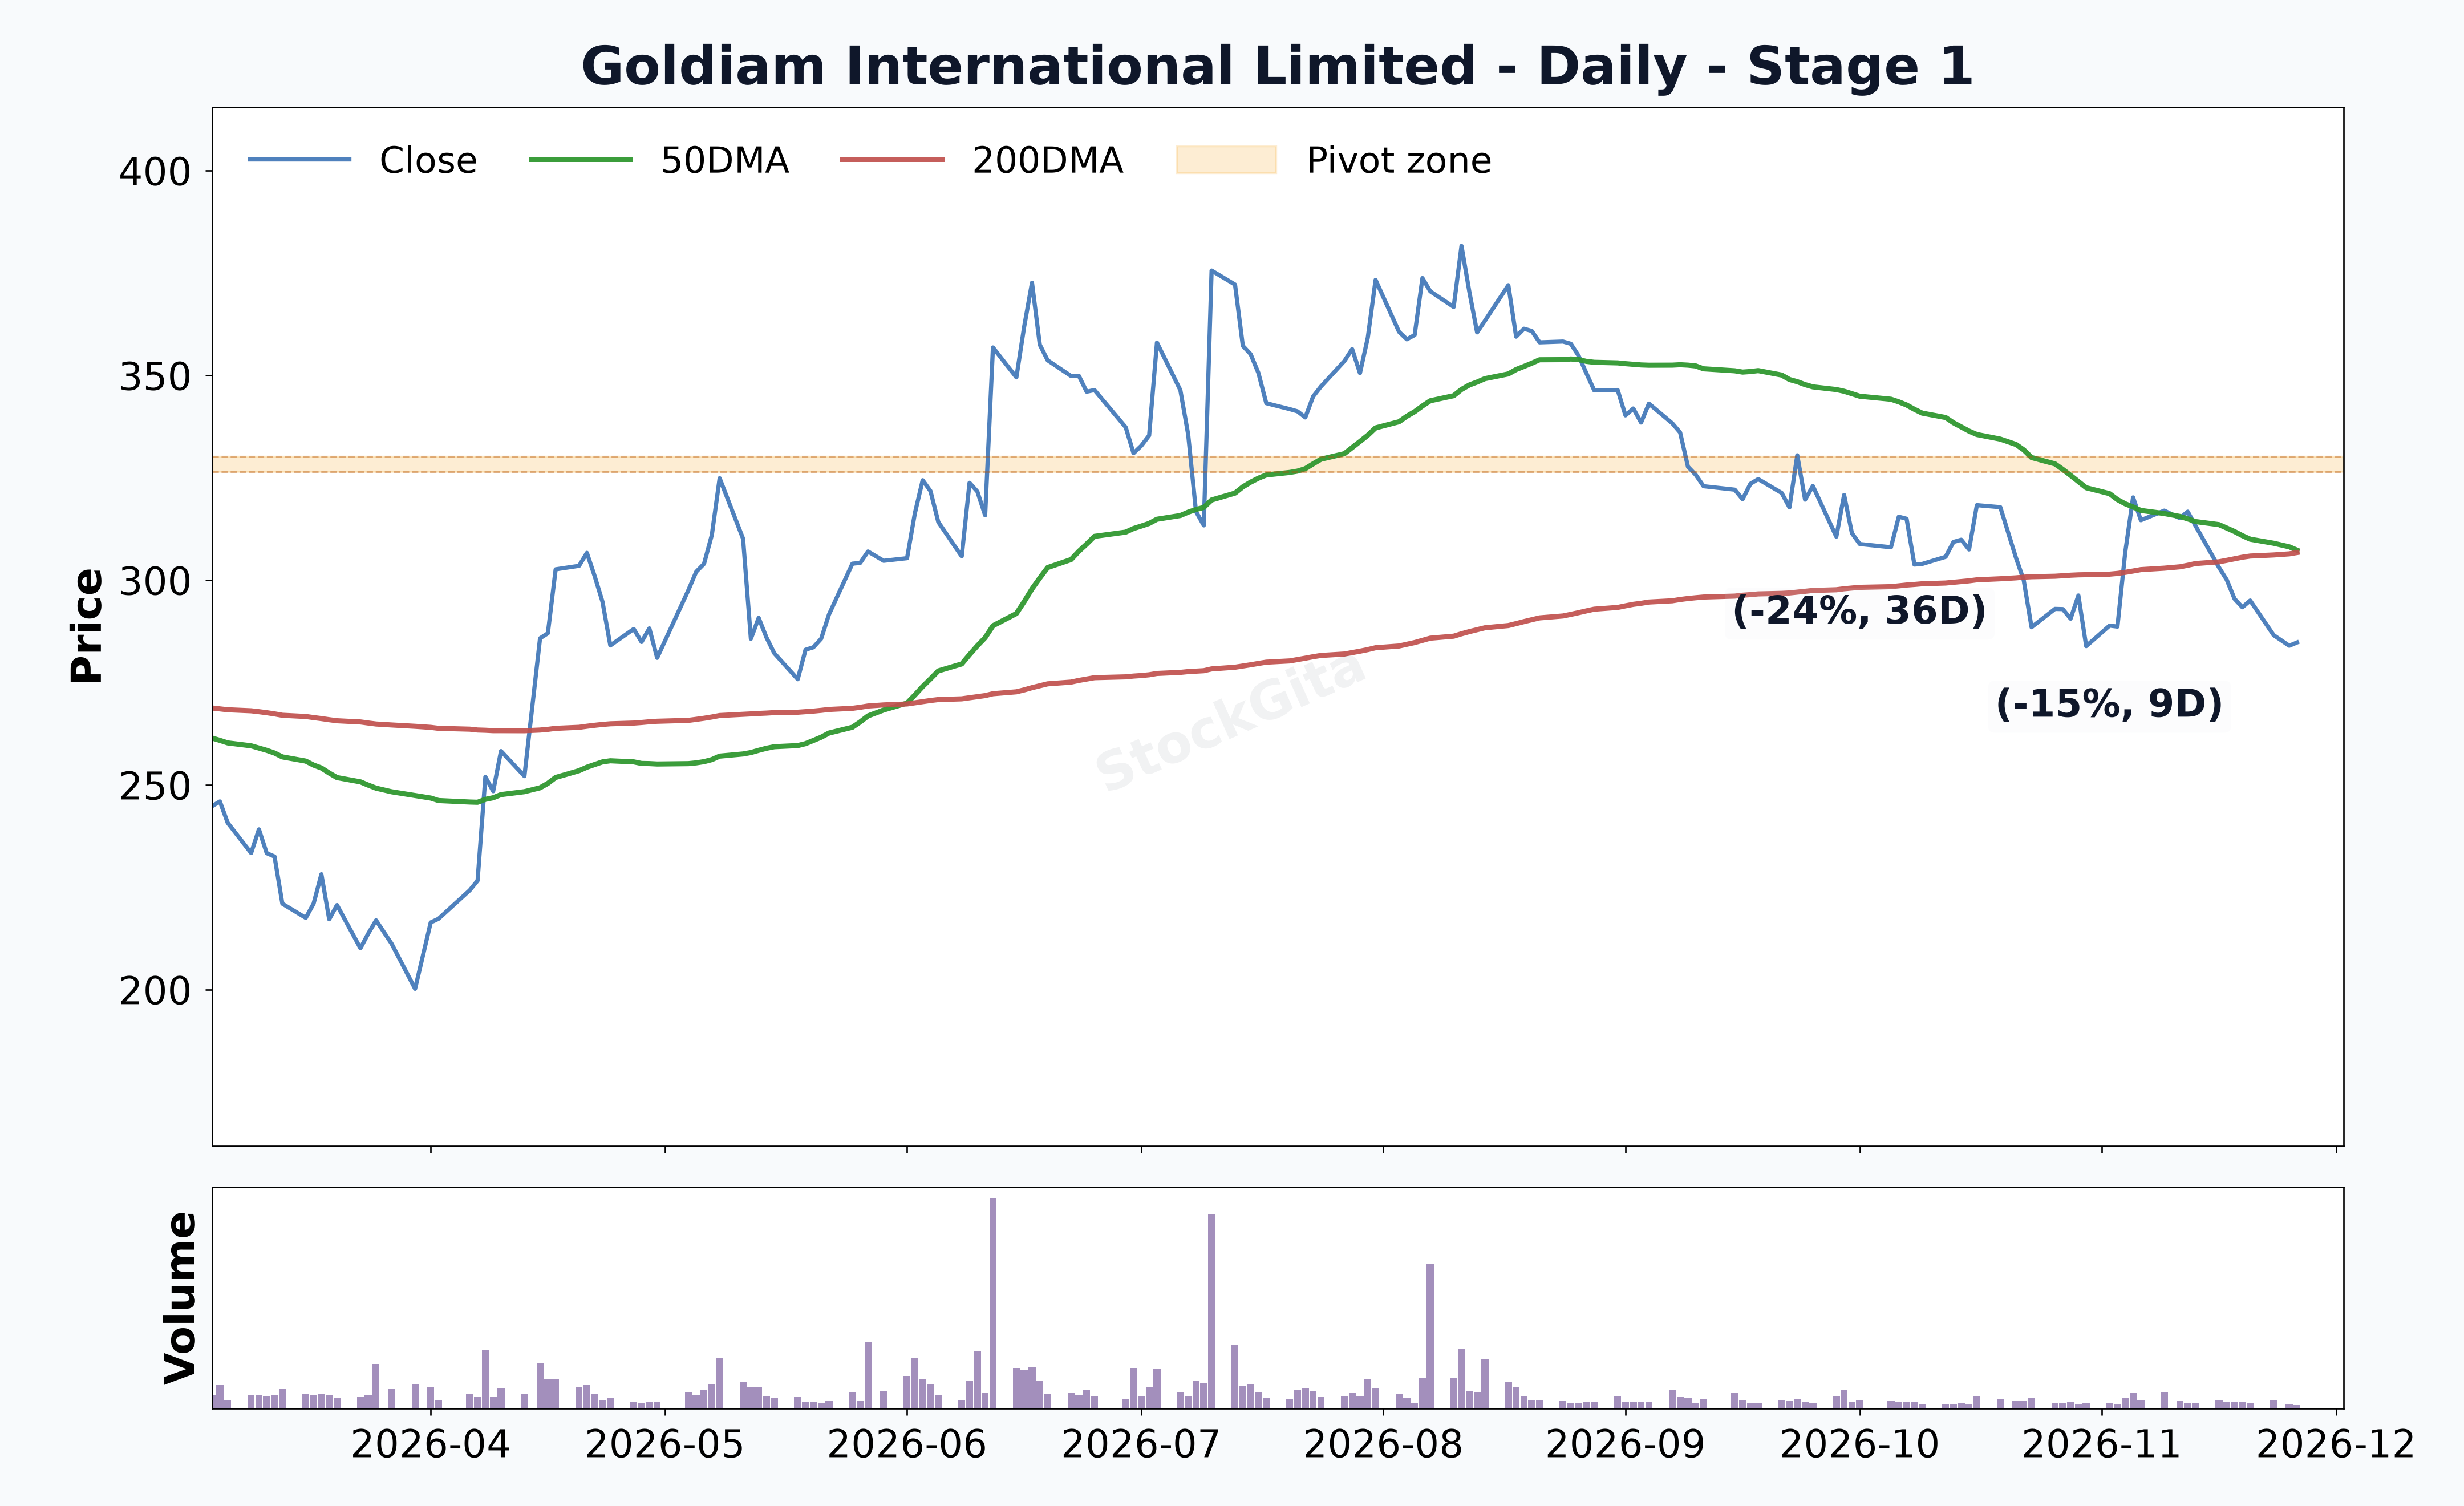 Goldiam International Limited - Daily - Stage 1
Close 50DMA 200DMA Pivot zone
Price
400
350
300
250
200
(-24%, 36D)
(-15%, 9D)
StockGita
Volume
2026-04 2026-05 2026-06 2026-07 2026-08 2026-09 2026-10 2026-11 2026-12